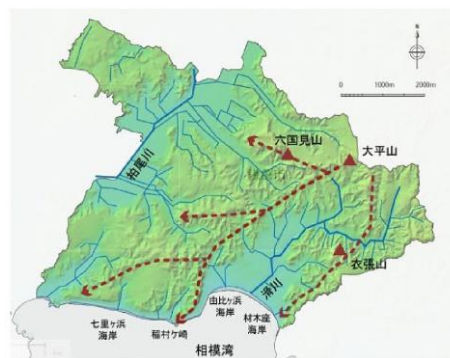 N
0 1000m 2000m
六国見山
大平山
柏尾川
衣張山
滑川
由比ヶ浜
海岸
材木座
海岸
七里ヶ浜
海岸
稲村ケ崎
相模湾